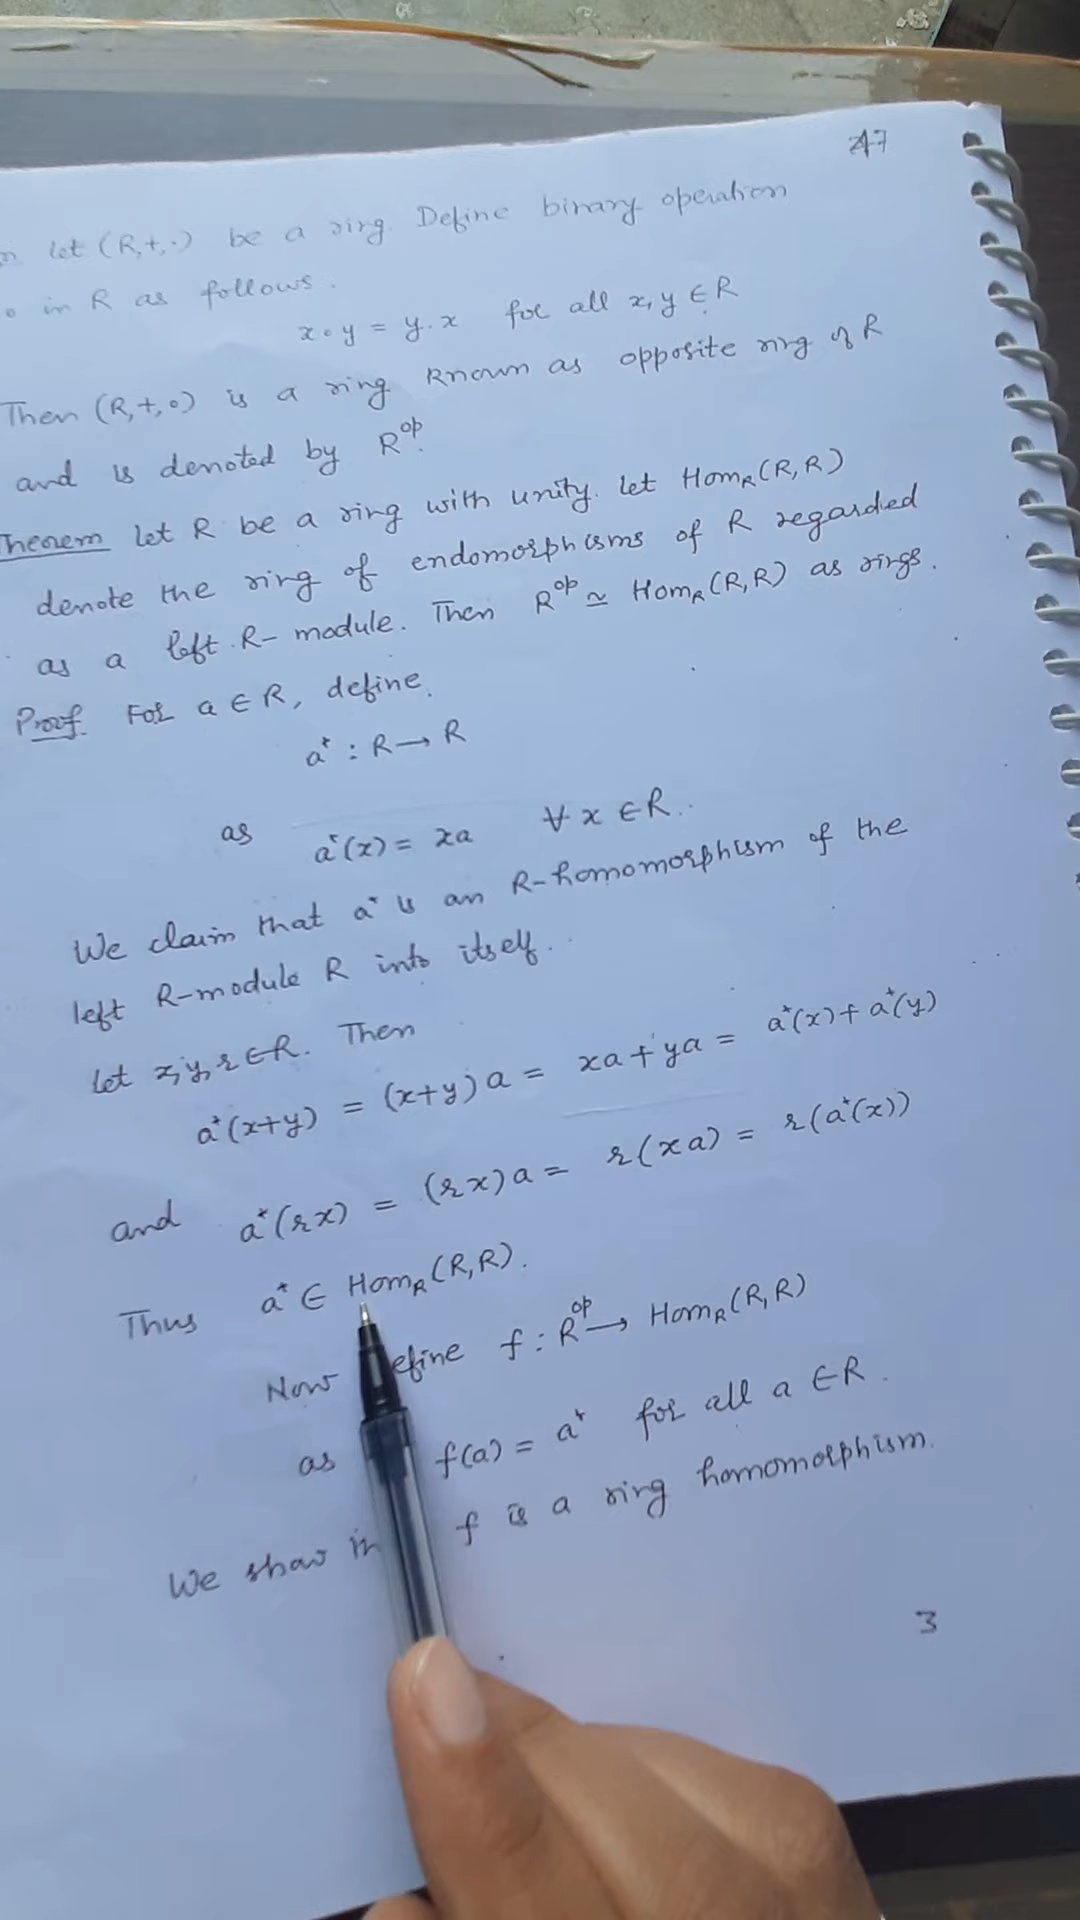 47
let (R,+,·) be a ring. Define binary operation
∘ in R as follows.
x∘y = y·x for all x, y ∈ R
Then (R,+,∘) is a ring known as opposite ring of R
and is denoted by R^op.
Theorem let R be a ring with unity. let Hom_R(R,R)
denote the ring of endomorphisms of R regarded
as a left R-module. Then R^op ≃ Hom_R(R,R) as rings.
Proof. For a ∈ R, define.
a* : R → R
as a*(x) = xa ∀ x ∈ R.
We claim that a* is an R-homomorphism of the
left R-module R into itself.
let x, y, r ∈ R. Then
a*(x+y) = (x+y)a = xa + ya = a*(x) + a*(y)
and a*(rx) = (rx)a = r(xa) = r(a*(x))
Thus a* ∈ Hom_R(R,R).
Now f : R^op → Hom_R(R,R)
as f(a) = a* for all a ∈ R.
We show f is a ring homomorphism.
3